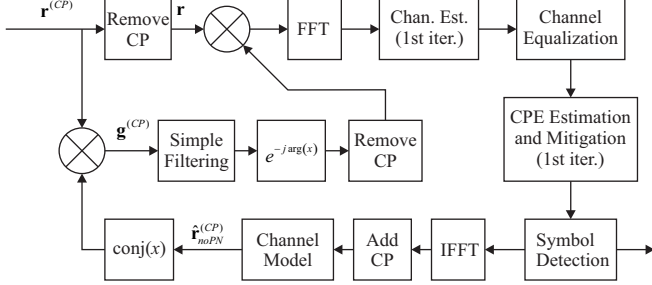 r^(CP)
Remove
CP
r
FFT
Chan. Est.
(1st iter.)
Channel
Equalization
g^(CP)
Simple
Filtering
e^{-j arg(x)}
Remove
CP
CPE Estimation
and Mitigation
(1st iter.)
conj(x)
r̂_{noPN}^{(CP)}
Channel
Model
Add
CP
IFFT
Symbol
Detection